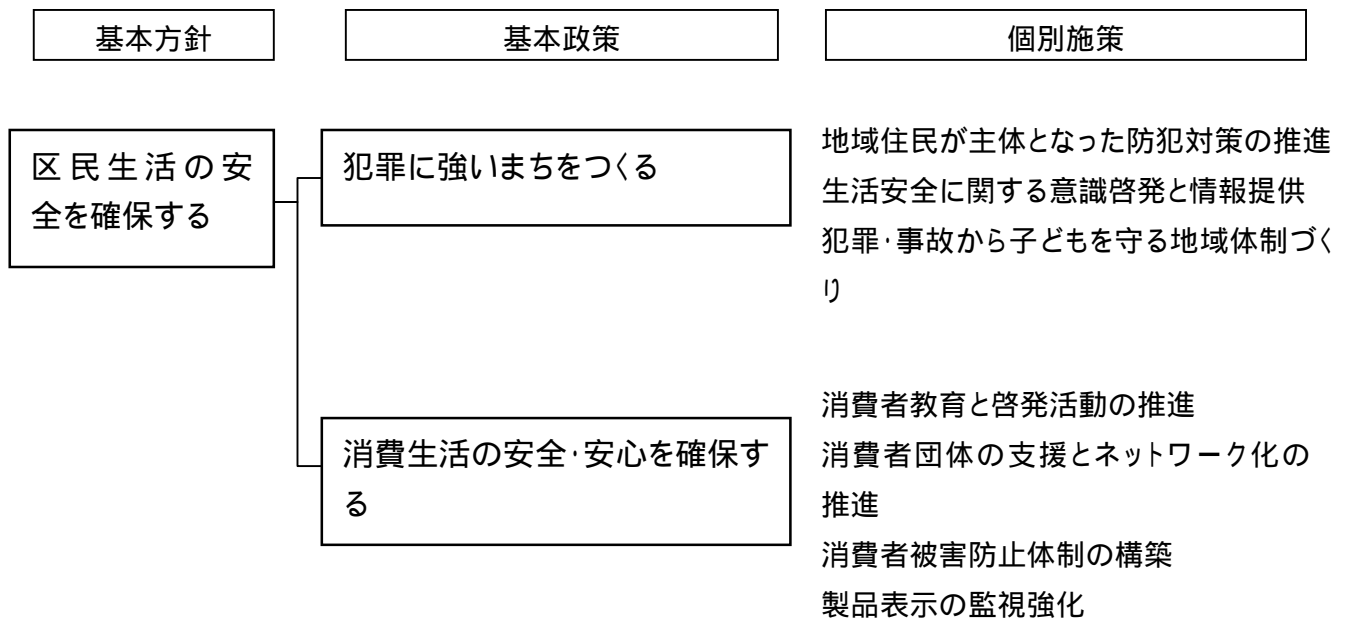 基本方針
基本政策
個別施策
区民生活の安
全を確保する
犯罪に強いまちをつくる
地域住民が主体となった防犯対策の推進
生活安全に関する意識啓発と情報提供
犯罪・事故から子どもを守る地域体制づく
り
消費生活の安全・安心を確保す
る
消費者教育と啓発活動の推進
消費者団体の支援とネットワーク化の
推進
消費者被害防止体制の構築
製品表示の監視強化